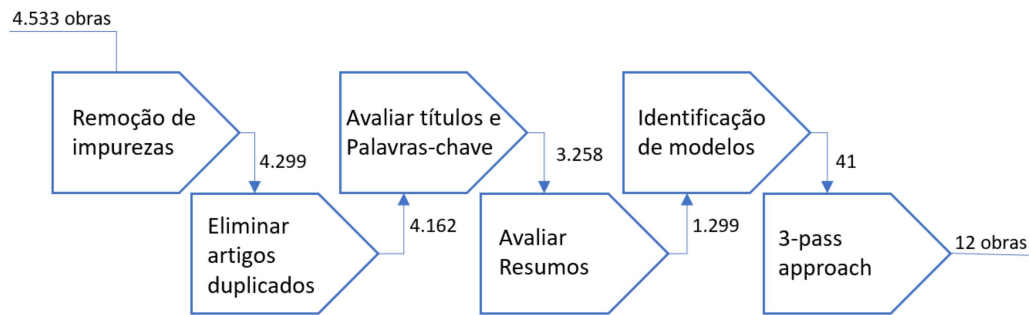 4.533 obras
Remoção de
impurezas
4.299
Eliminar
artigos
duplicados
4.162
Avaliar títulos e
Palavras-chave
3.258
Avaliar
Resumos
1.299
Identificação
de modelos
41
3-pass
approach
12 obras